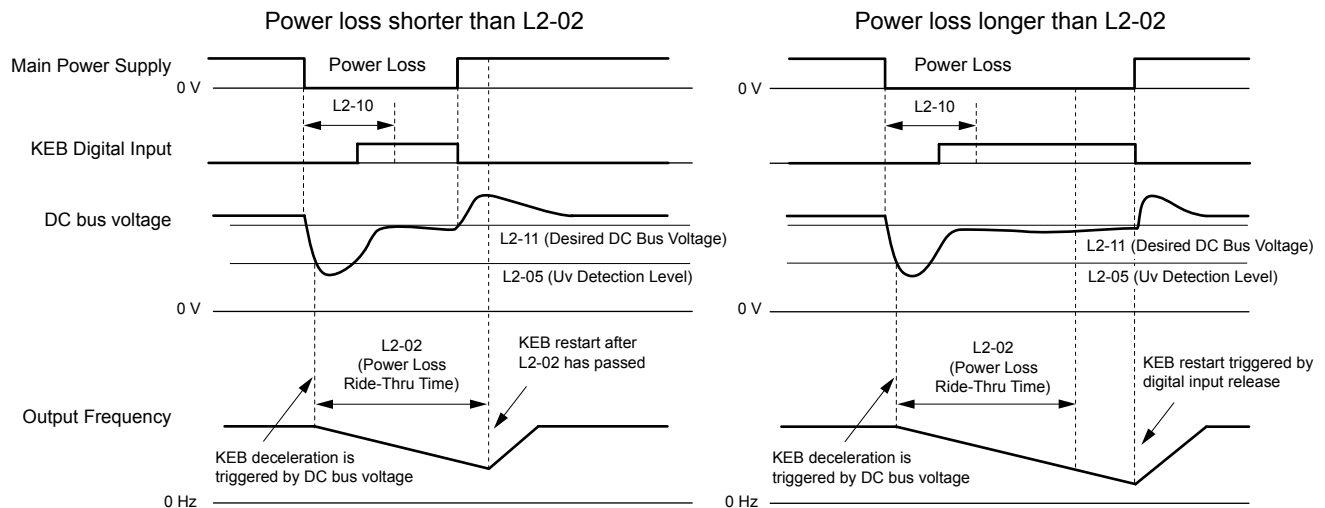 Power loss shorter than L2-02
Main Power Supply
0 V
Power Loss
L2-10
KEB Digital Input
DC bus voltage
L2-11 (Desired DC Bus Voltage)
L2-05 (Uv Detection Level)
0 V
L2-02
(Power Loss
Ride-Thru Time)
KEB restart after
L2-02 has passed
Output Frequency
KEB deceleration is
triggered by DC bus voltage
0 Hz
Power loss longer than L2-02
0 V
Power Loss
L2-10
L2-11 (Desired DC Bus Voltage)
L2-05 (Uv Detection Level)
0 V
L2-02
(Power Loss
Ride-Thru Time)
KEB restart triggered by
digital input release
KEB deceleration is
triggered by DC bus voltage
0 Hz